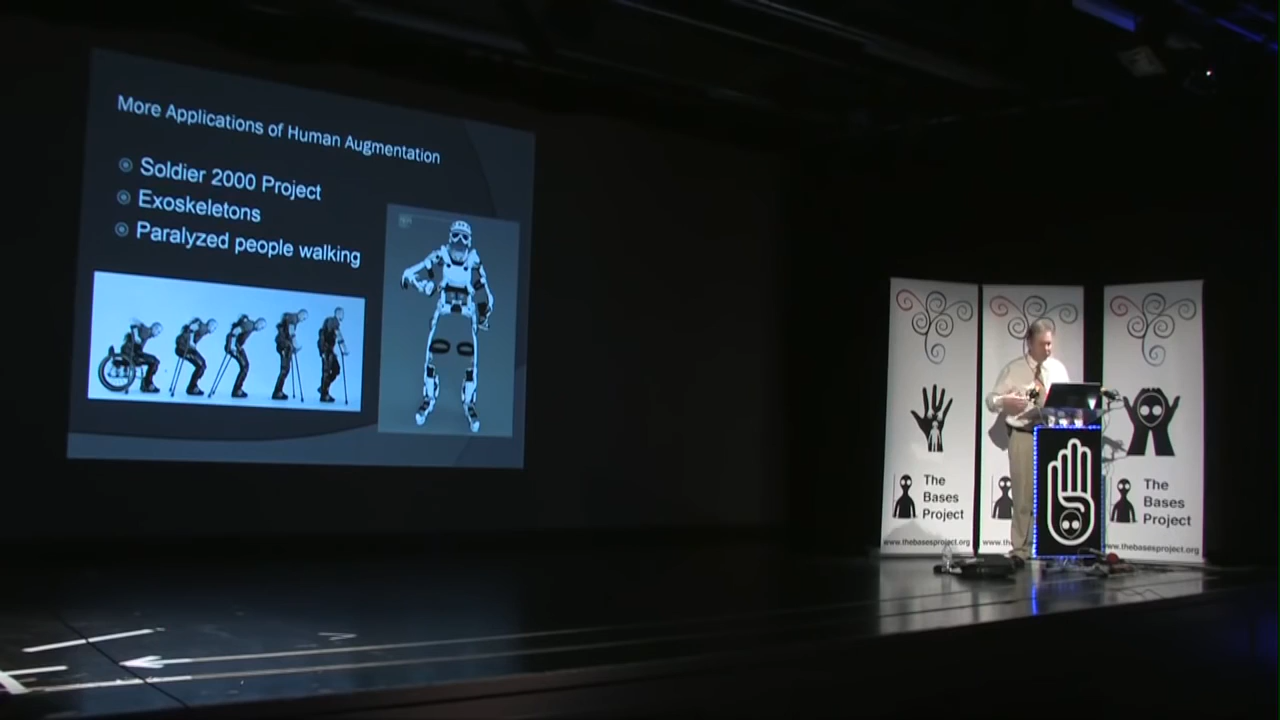 More Applications of Human Augmentation
Soldier 2000 Project
Exoskeletons
Paralyzed people walking
The
Bases
Project
www.thebasesproject.org
www.the
The
Bases
Project
thebasesproject.org